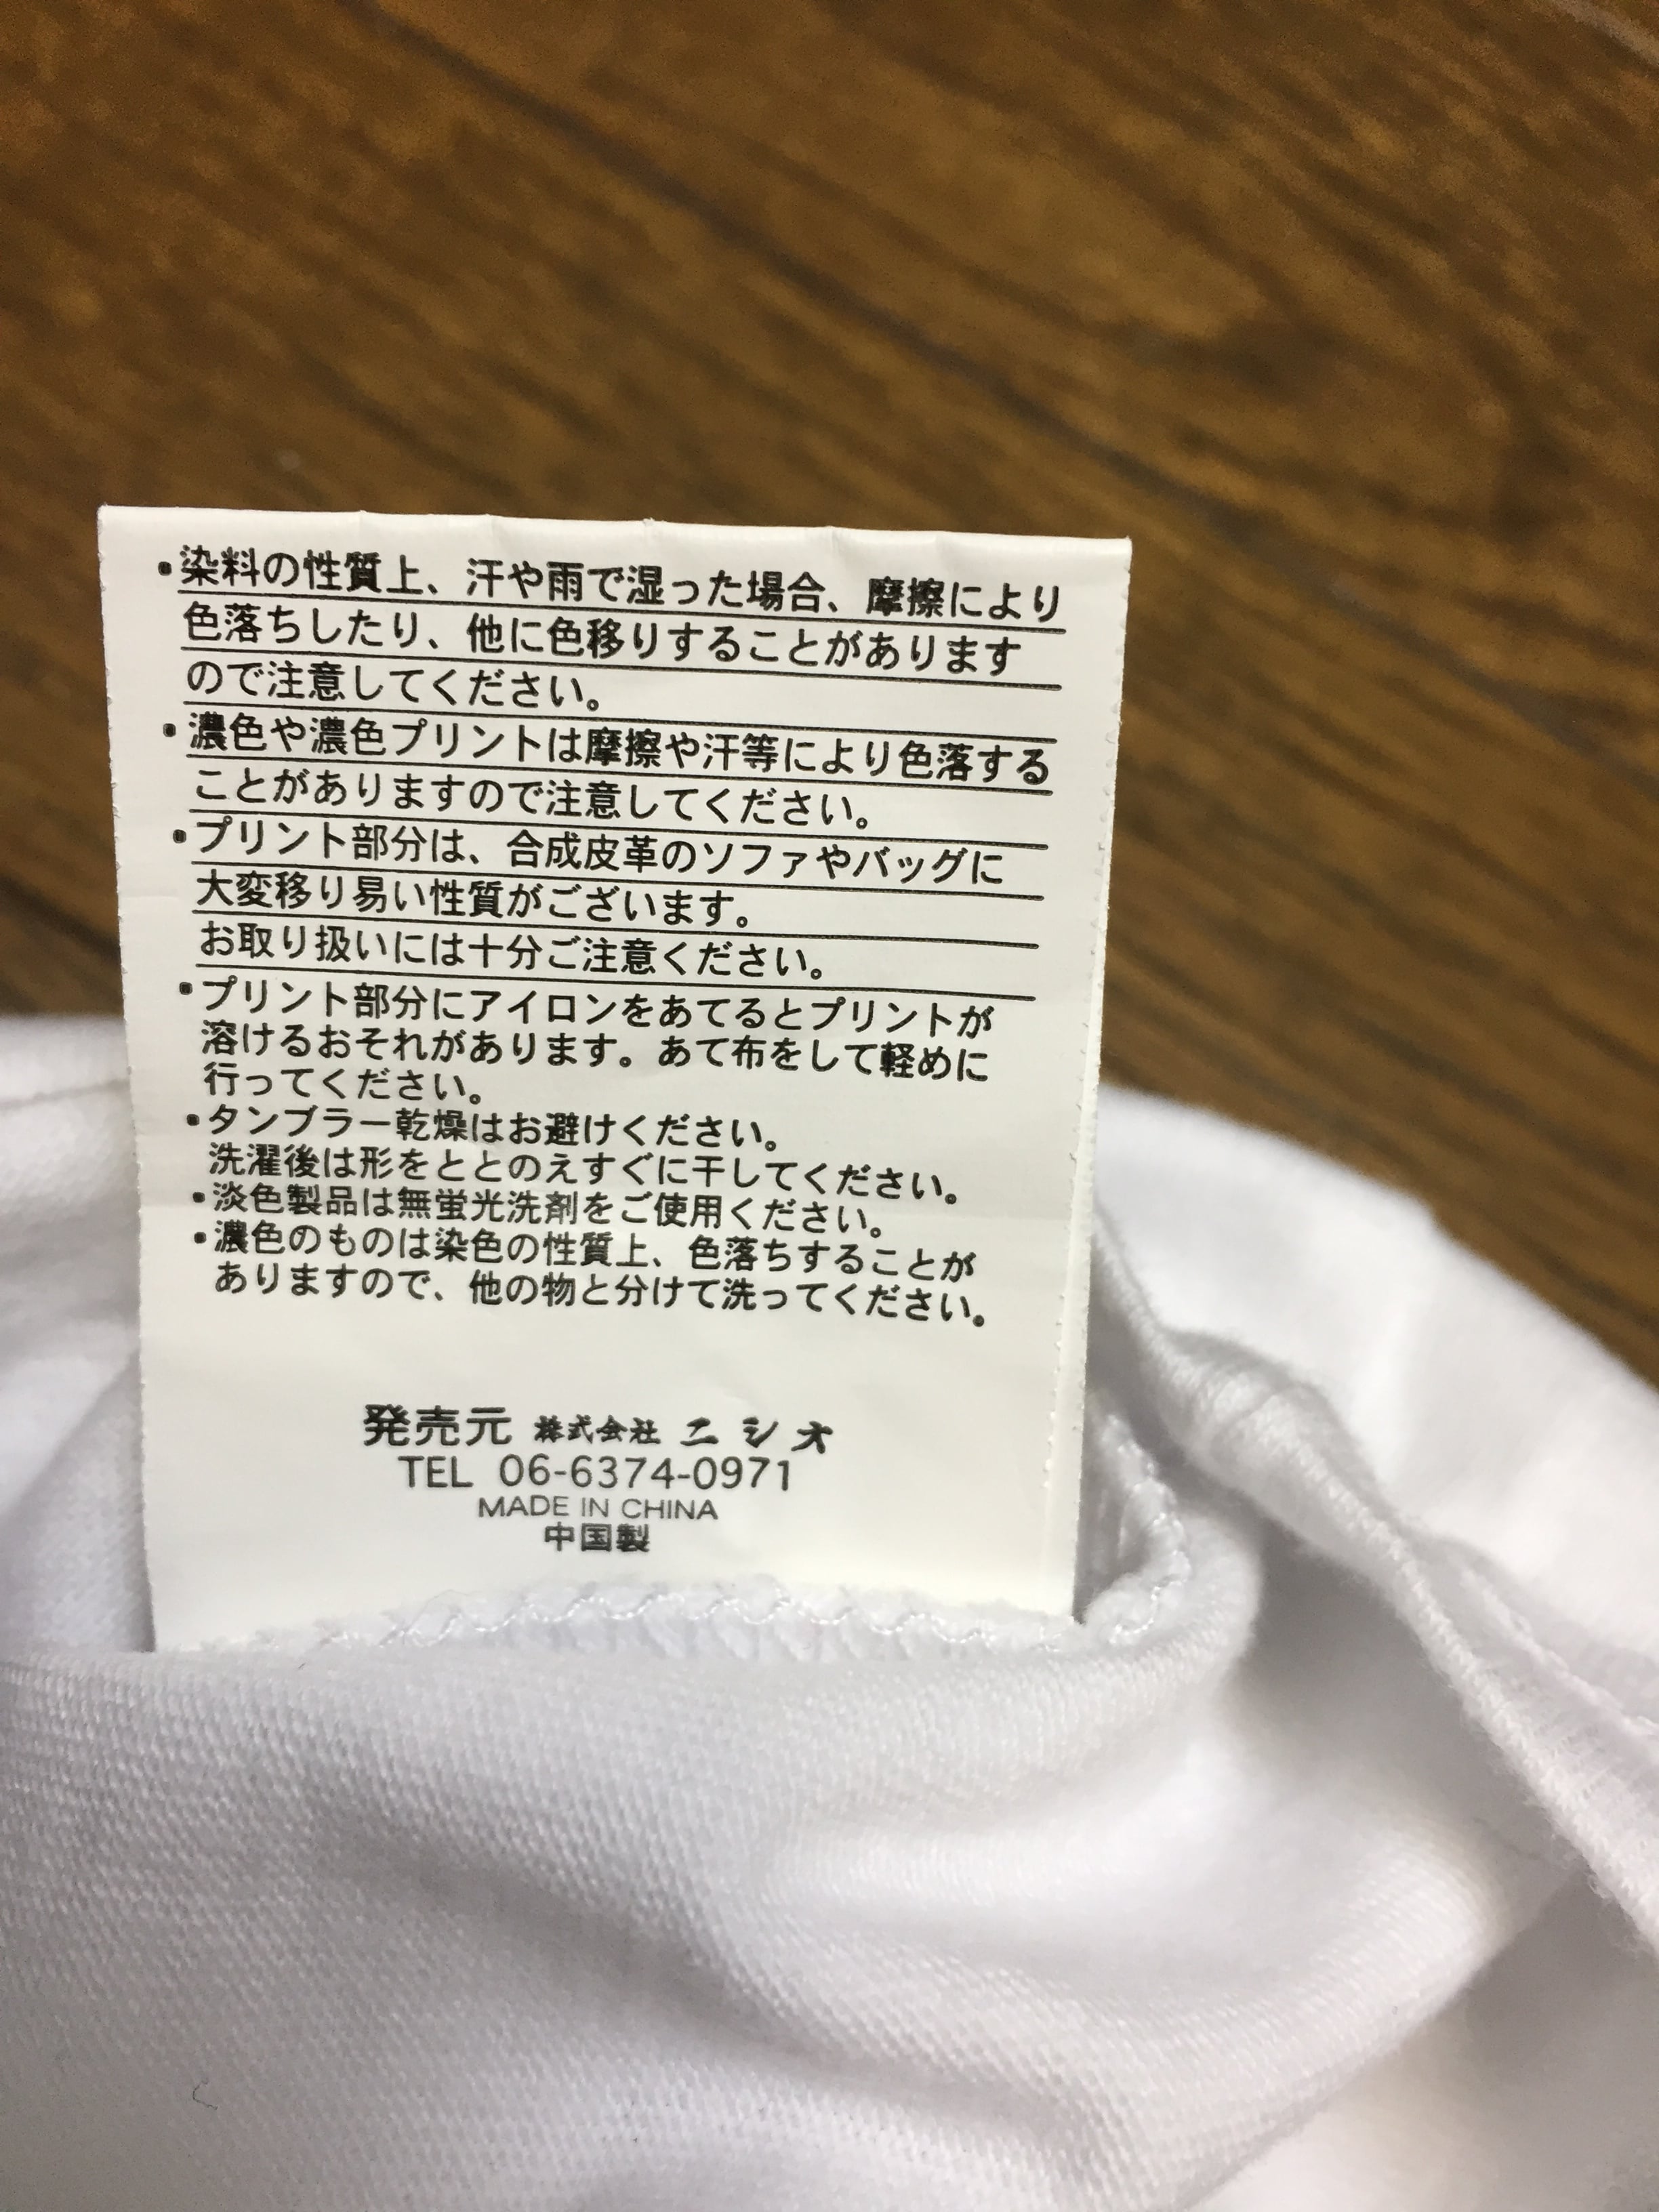 ・染料の性質上、汗や雨で湿った場合、摩擦により
色落ちしたり、他に色移りすることがあります
ので注意してください。
・濃色や濃色プリントは摩擦や汗等により色落する
ことがありますので注意してください。
・プリント部分は、合成皮革のソファやバッグに
大変移り易い性質がございます。
お取り扱いには十分ご注意ください。
・プリント部分にアイロンをあてるとプリントが
溶けるおそれがあります。あて布をして軽めに
行ってください。
・タンブラー乾燥はお避けください。
洗濯後は形をととのえすぐに干してください。
・淡色製品は無蛍光洗剤をご使用ください。
・濃色のものは染色の性質上、色落ちすることが
ありますので、他の物と分けて洗ってください。
発売元 株式会社 ニシオ
TEL 06-6374-0971
MADE IN CHINA
中国製